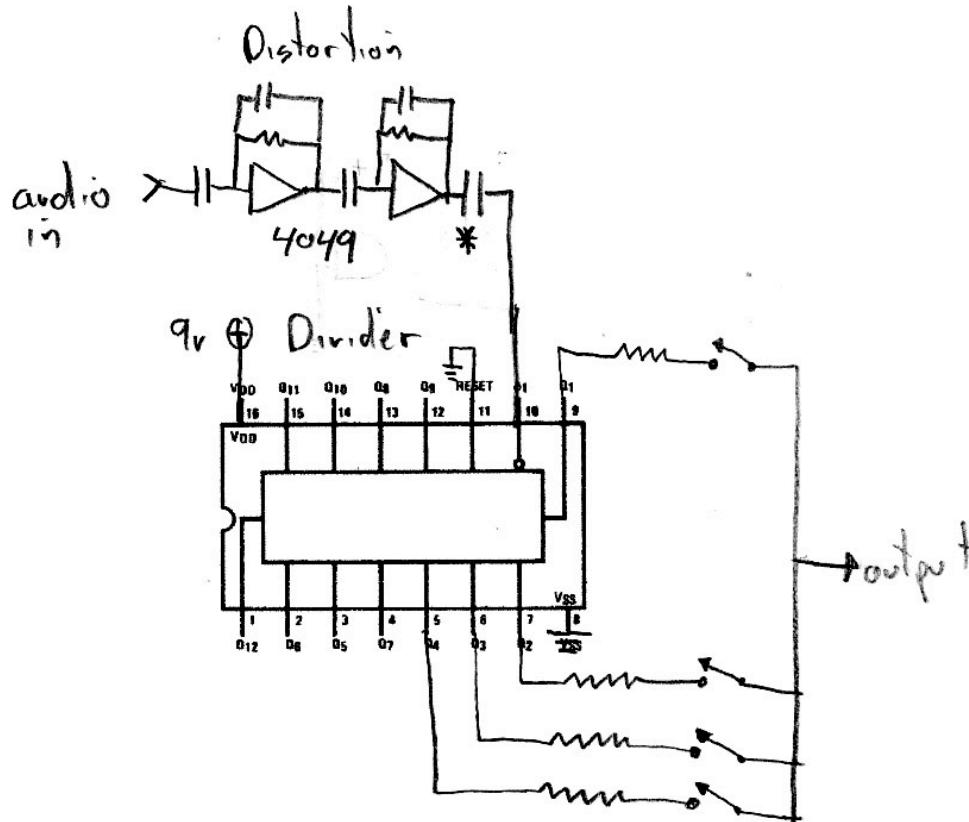 Distortion
audio
in
4049
*
9v + Divider
VDD Q11 Q10 Q8 Q9 RESET Q1
16 15 14 13 12 11 10 9
VDD
output
VSS
1 2 3 4 5 6 7 8
Q12 Q6 Q5 Q7 Q4 Q3 Q2 VSS